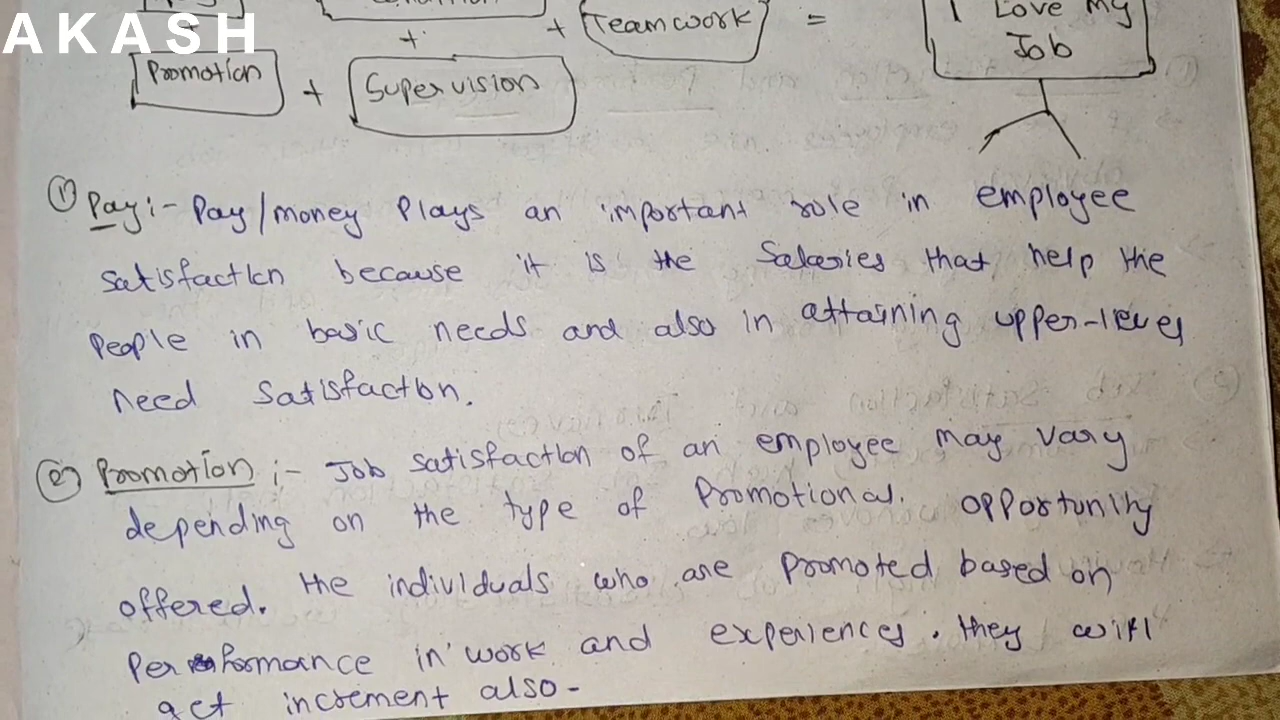 AKASH
+ Teamwork = I Love My
Job
+ +
Promotion + Supervision
① Pay :- Pay/money Plays an important role in employee
satisfaction because it is the Salaries that help the
People in basic needs and also in attaining upper-level
need Satisfaction.
② Promotion :- Job satisfaction of an employee may vary
depending on the type of Promotional. opportunity
offered. the individuals who are Promoted based on
Performance in work and experiences. they will
get increment also-